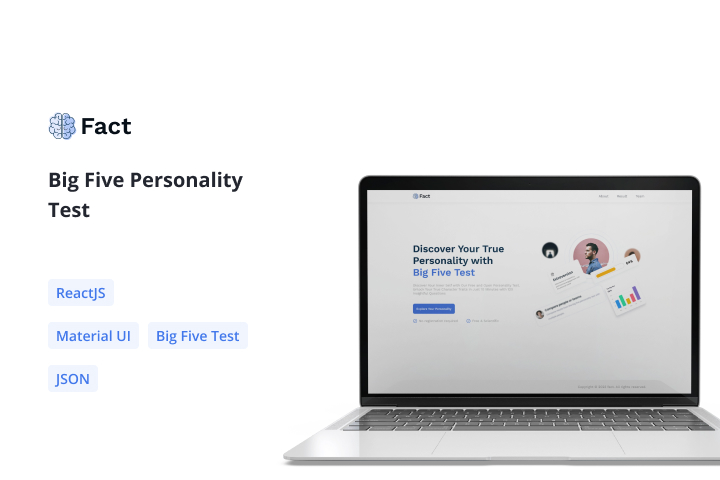 Fact
Big Five Personality
Test
ReactJS
Material UI
Big Five Test
JSON
Fact
Discover Your True
Personality with
Big Five Test